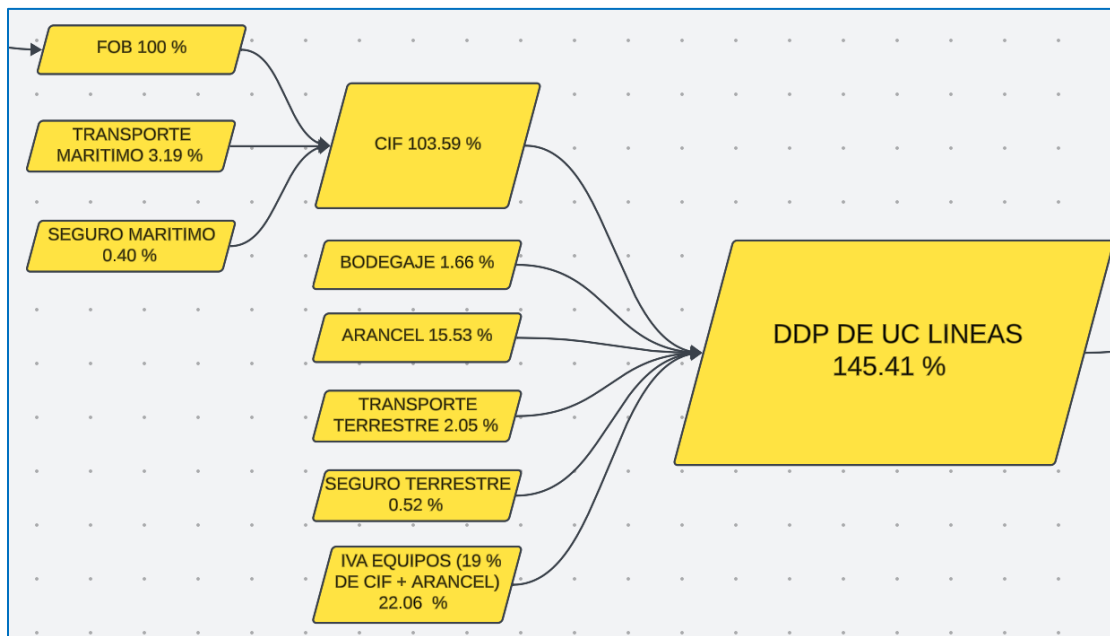 FOB 100 %
TRANSPORTE
MARITIMO 3.19 %
SEGURO MARITIMO
0.40 %
CIF 103.59 %
BODEGAJE 1.66 %
ARANCEL 15.53 %
TRANSPORTE
TERRESTRE 2.05 %
SEGURO TERRESTRE
0.52 %
IVA EQUIPOS (19 %
DE CIF + ARANCEL)
22.06 %
DDP DE UC LINEAS
145.41 %